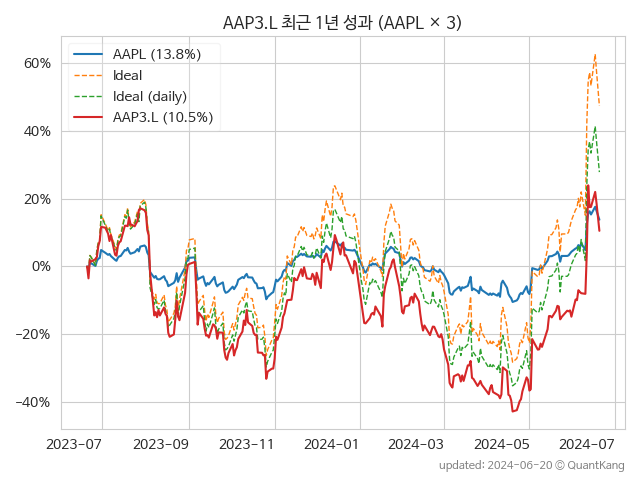 AAP3.L 최근 1년 성과 (AAPL × 3)
AAPL (13.8%)
Ideal
Ideal (daily)
AAP3.L (10.5%)
60%
40%
20%
0%
−20%
−40%
2023-07 2023-09 2023-11 2024-01 2024-03 2024-05 2024-07
updated: 2024-06-20 © QuantKang